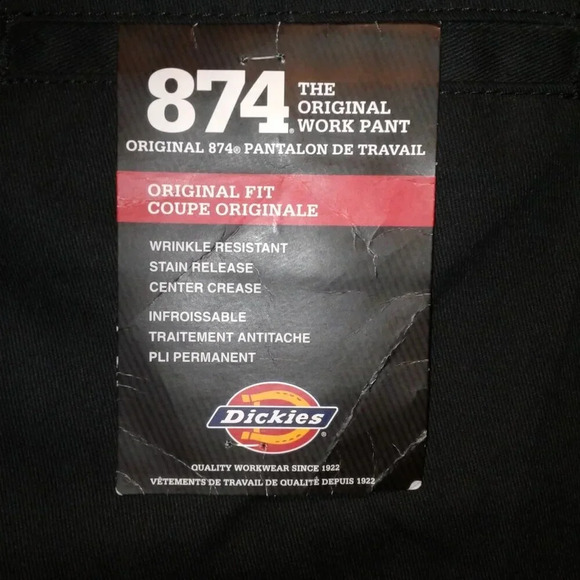 874® THE
ORIGINAL
WORK PANT
ORIGINAL 874® PANTALON DE TRAVAIL
ORIGINAL FIT
COUPE ORIGINALE
WRINKLE RESISTANT
STAIN RELEASE
CENTER CREASE
INFROISSABLE
TRAITEMENT ANTITACHE
PLI PERMANENT
Dickies®
QUALITY WORKWEAR SINCE 1922
VÊTEMENTS DE TRAVAIL DE QUALITÉ DEPUIS 1922